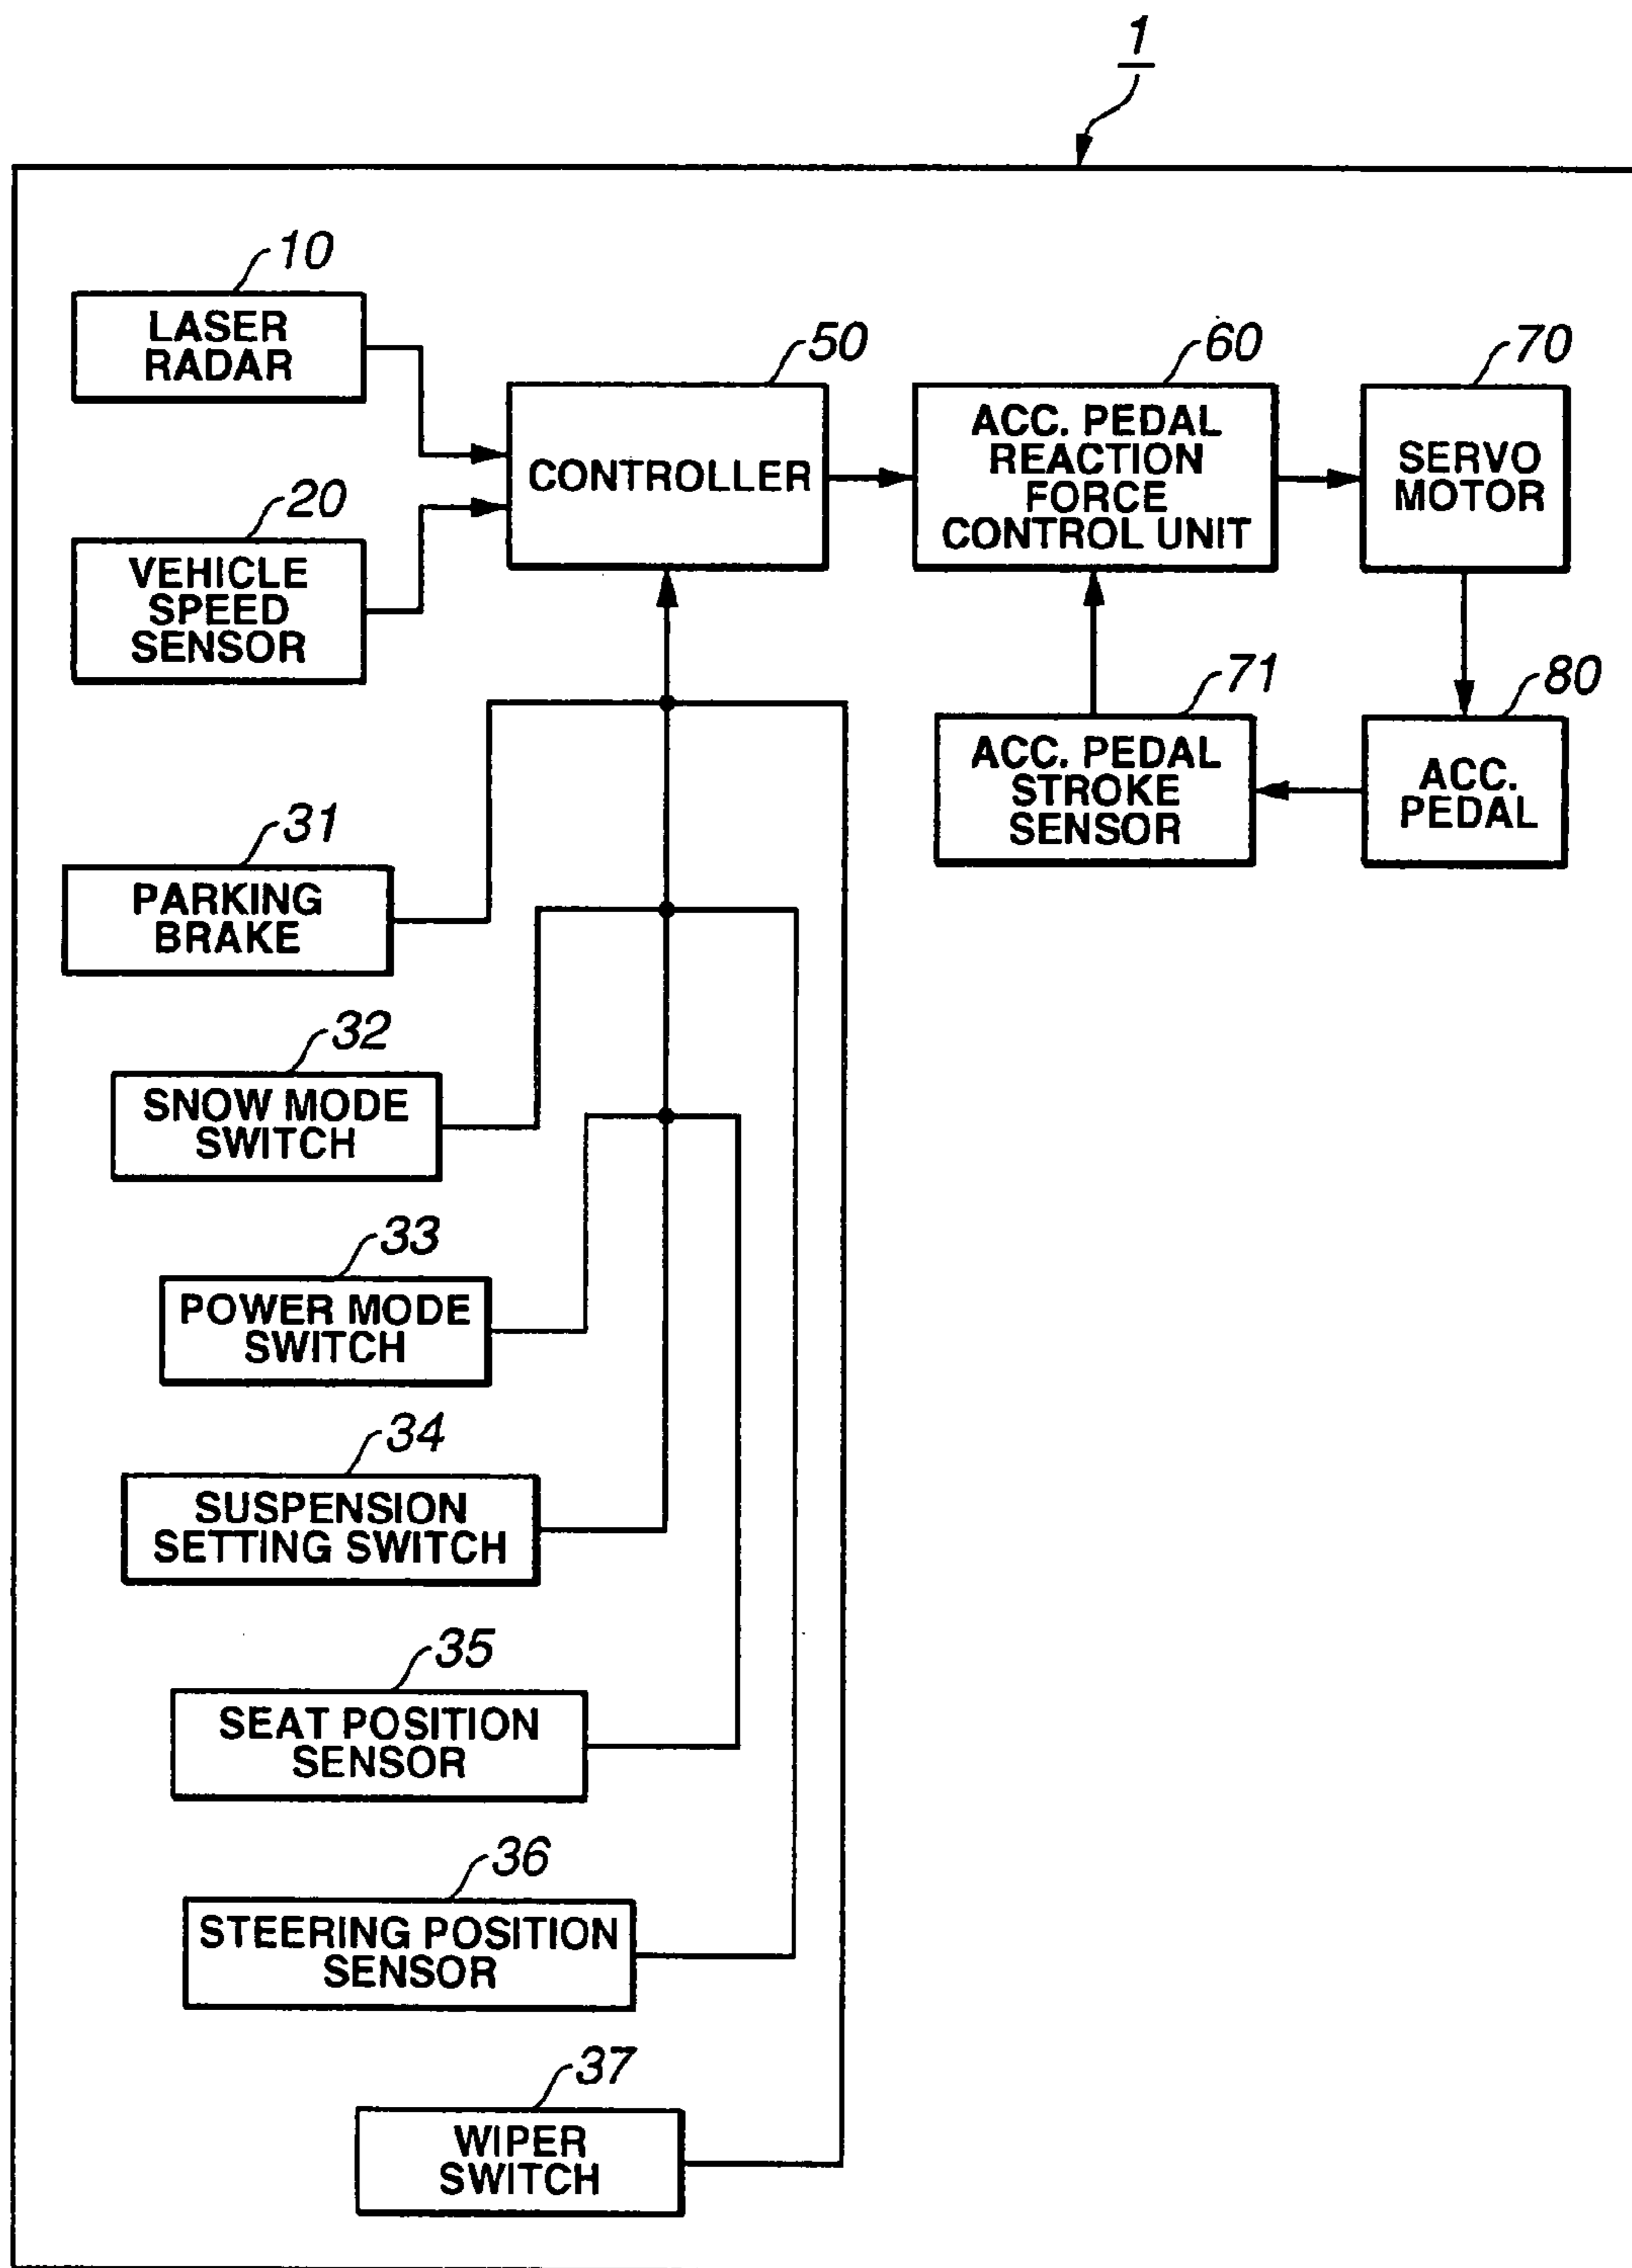 1
10
LASER
RADAR
50
CONTROLLER
60
ACC. PEDAL
REACTION
FORCE
CONTROL UNIT
70
SERVO
MOTOR
20
VEHICLE
SPEED
SENSOR
71
ACC. PEDAL
STROKE
SENSOR
80
ACC.
PEDAL
31
PARKING
BRAKE
32
SNOW MODE
SWITCH
33
POWER MODE
SWITCH
34
SUSPENSION
SETTING SWITCH
35
SEAT POSITION
SENSOR
36
STEERING POSITION
SENSOR
37
WIPER
SWITCH